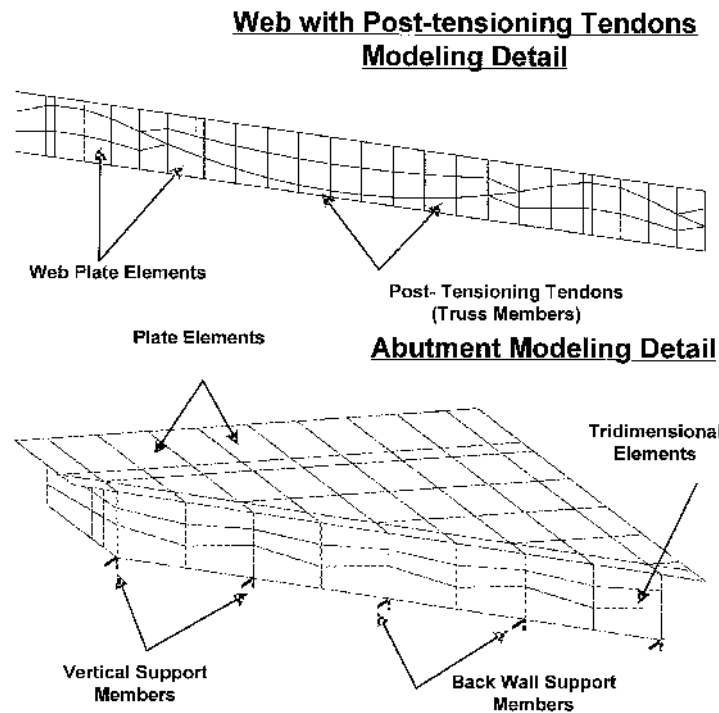 Web with Post-tensioning Tendons
Modeling Detail
Web Plate Elements
Post- Tensioning Tendons
(Truss Members)
Plate Elements
Abutment Modeling Detail
Tridimensional
Elements
Vertical Support
Members
Back Wall Support
Members